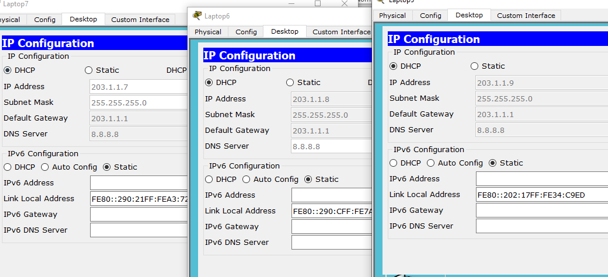 Laptop7
Physical Config Desktop Custom Interface
IP Configuration
IP Configuration
DHCP Static DHCP
IP Address 203.1.1.7
Subnet Mask 255.255.255.0
Default Gateway 203.1.1.1
DNS Server 8.8.8.8
IPv6 Configuration
DHCP Auto Config Static
IPv6 Address
Link Local Address FE80::290:21FF:FEA3:72
IPv6 Gateway
IPv6 DNS Server
Laptop6
Physical Config Desktop Custom Interface
IP Configuration
IP Configuration
DHCP Static
IP Address 203.1.1.8
Subnet Mask 255.255.255.0
Default Gateway 203.1.1.1
DNS Server 8.8.8.8
IPv6 Configuration
DHCP Auto Config Static
IPv6 Address
Link Local Address FE80::290:CFF:FE7A
IPv6 Gateway
IPv6 DNS Server
Physical Config Desktop Custom Interface
IP Configuration
IP Configuration
DHCP Static
IP Address 203.1.1.9
Subnet Mask 255.255.255.0
Default Gateway 203.1.1.1
DNS Server 8.8.8.8
IPv6 Configuration
DHCP Auto Config Static
IPv6 Address
Link Local Address FE80::202:17FF:FE34:C9ED
IPv6 Gateway
IPv6 DNS Server